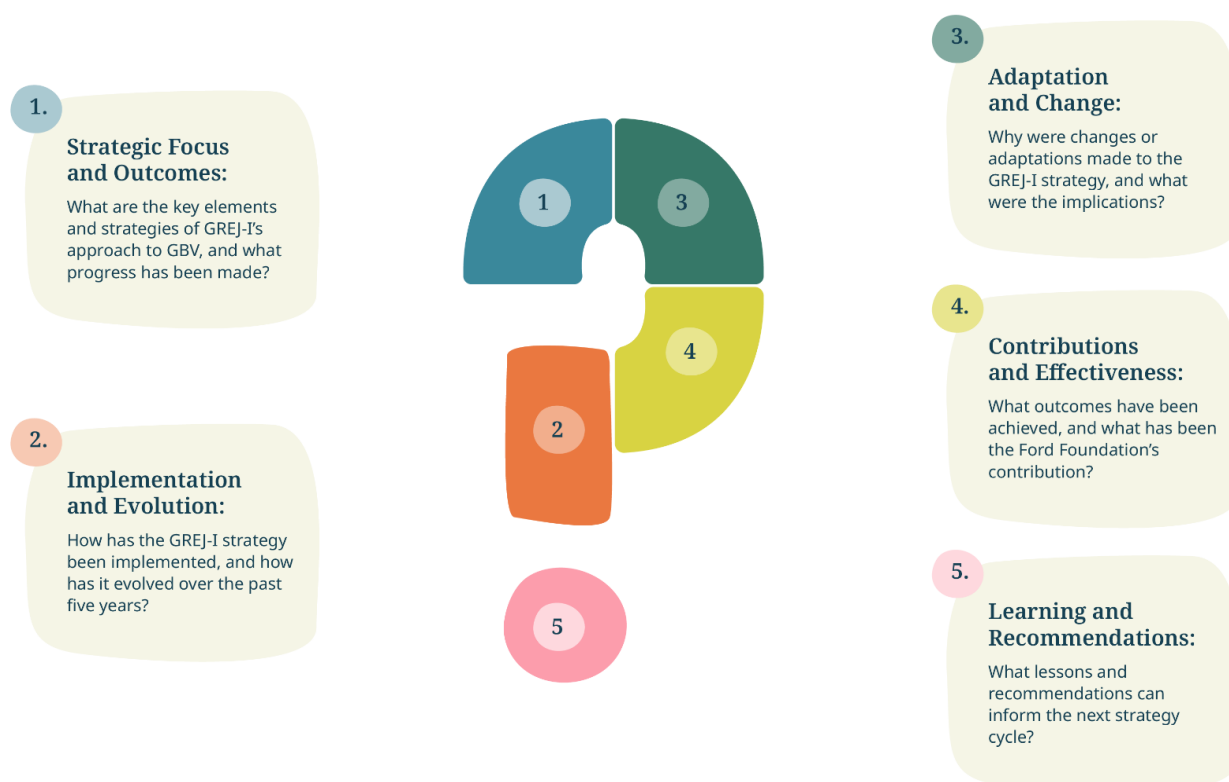 1.
Strategic Focus
and Outcomes:
What are the key elements
and strategies of GREJ-I’s
approach to GBV, and what
progress has been made?
2.
Implementation
and Evolution:
How has the GREJ-I strategy
been implemented, and how
has it evolved over the past
five years?
1
3
4
2
5
3.
Adaptation
and Change:
Why were changes or
adaptations made to the
GREJ-I strategy, and what
were the implications?
4.
Contributions
and Effectiveness:
What outcomes have been
achieved, and what has been
the Ford Foundation’s
contribution?
5.
Learning and
Recommendations:
What lessons and
recommendations can
inform the next strategy
cycle?